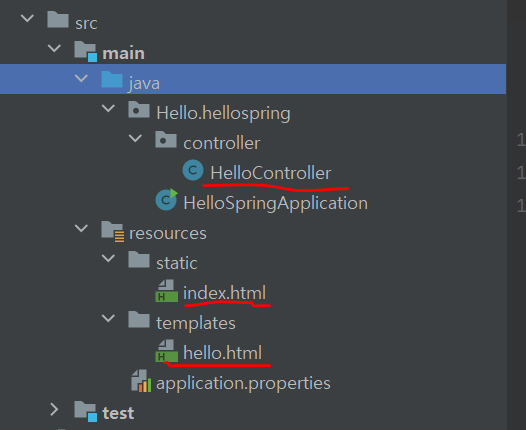 src
main
java
Hello.hellospring
controller
C HelloController
C HelloSpringApplication
resources
static
H index.html
templates
H hello.html
application.properties
test